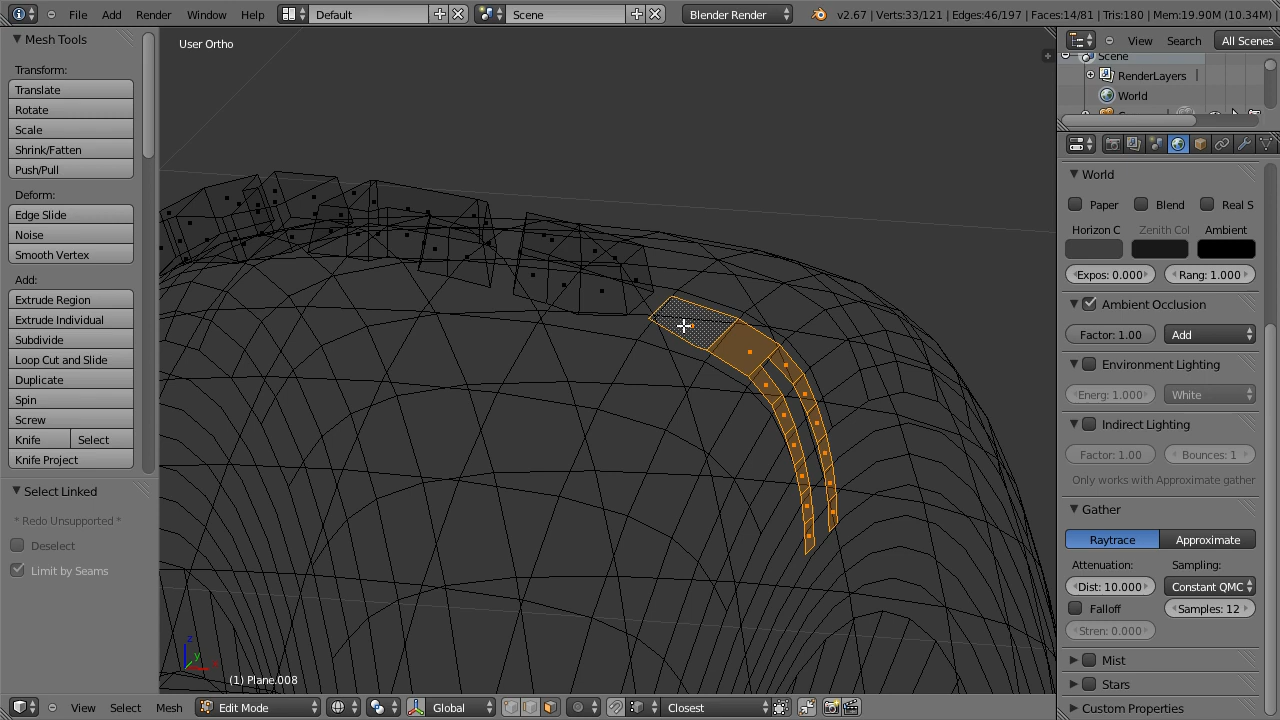 File Add Render Window Help Default Scene Blender Render v2.67 | Verts:33/121 | Edges:46/197 | Faces:14/81 | Tris:180 | Mem:19.90M (10.34M)
Mesh Tools
Transform:
Translate
Rotate
Scale
Shrink/Fatten
Push/Pull
Deform:
Edge Slide
Noise
Smooth Vertex
Add:
Extrude Region
Extrude Individual
Subdivide
Loop Cut and Slide
Duplicate
Spin
Screw
Knife Select
Knife Project
Select Linked
* Redo Unsupported *
Deselect
Limit by Seams
User Ortho
z
y
(1) Plane.008
View Select Mesh Edit Mode Global Closest
View Search All Scenes
Scene
RenderLayers
World
World
Paper Blend Real S
Horizon C Zenith Col Ambient
Expos: 0.000 Rang: 1.000
Ambient Occlusion
Factor: 1.00 Add
Environment Lighting
Energ: 1.000 White
Indirect Lighting
Factor: 1.00 Bounces: 1
Only works with Approximate gather
Gather
Raytrace Approximate
Attenuation: Sampling:
Dist: 10.000 Constant QMC
Falloff Samples: 12
Stren: 0.000
Mist
Stars
Custom Properties